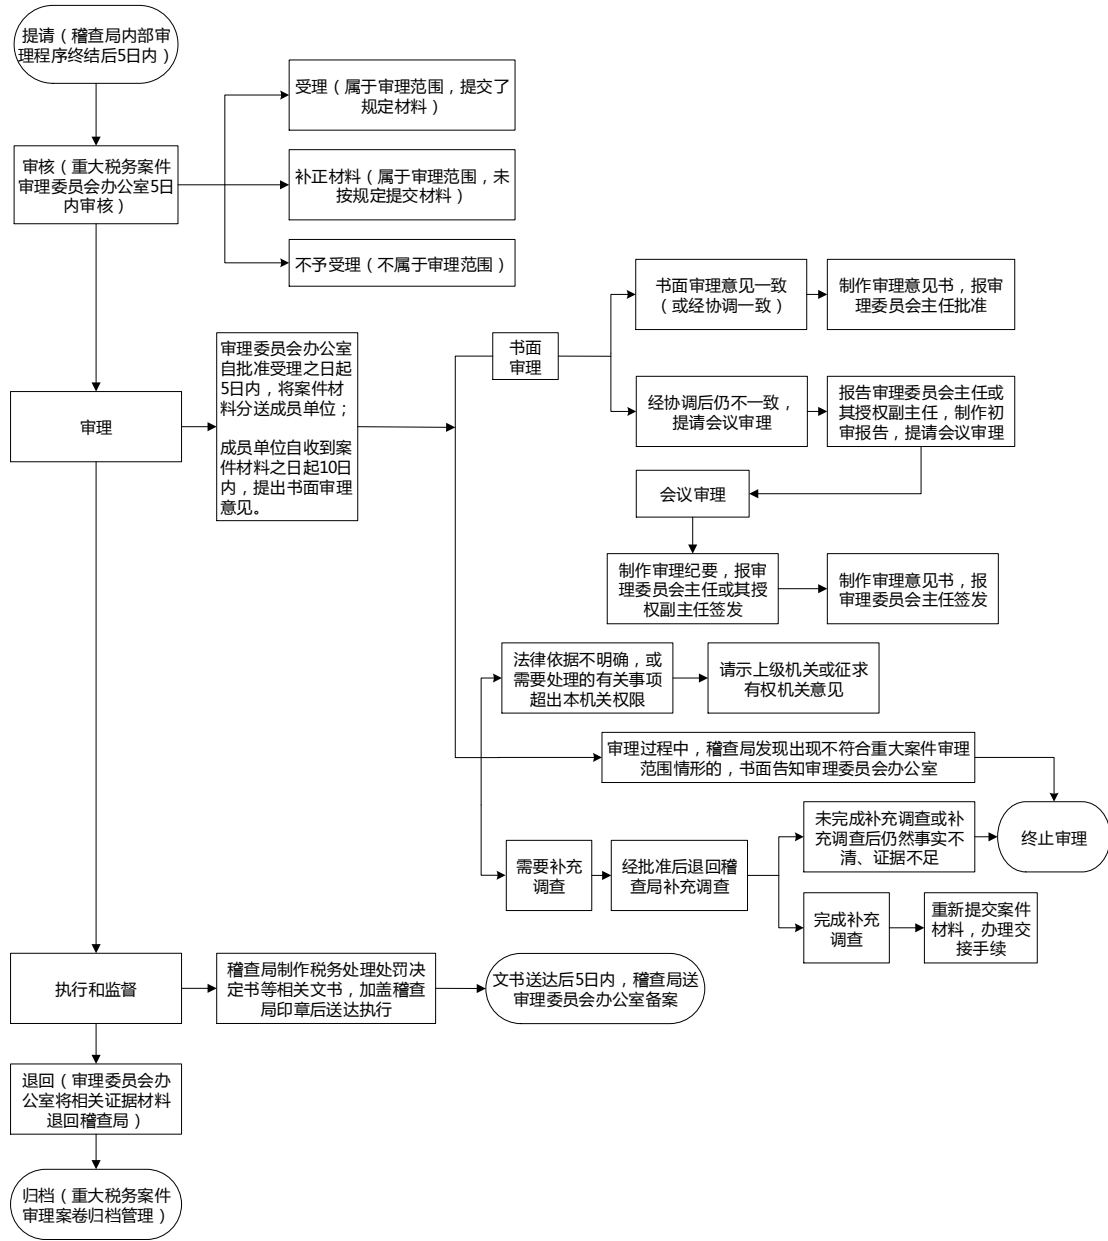 提请（稽查局内部审
理程序终结后5日内）
受理（属于审理范围，提交了
规定材料）
审核（重大税务案件
审理委员会办公室5日
内审核）
补正材料（属于审理范围，未
按规定提交材料）
不予受理（不属于审理范围）
书面审理意见一致
（或经协调一致）
制作审理意见书，报审
理委员会主任批准
审理
审理委员会办公室
自批准受理之日起
5日内，将案件材
料分送成员单位；
成员单位自收到案
件材料之日起10日
内，提出书面审理
意见。
书面
审理
经协调后仍不一致，
提请会议审理
报告审理委员会主任或
其授权副主任，制作初
审报告，提请会议审理
会议审理
制作审理纪要，报审
理委员会主任或其授
权副主任签发
制作审理意见书，报
审理委员会主任签发
法律依据不明确，或
需要处理的有关事项
超出本机关权限
请示上级机关或征求
有权机关意见
审理过程中，稽查局发现出现不符合重大案件审理
范围情形的，书面告知审理委员会办公室
需要补充
调查
经批准后退回稽
查局补充调查
未完成补充调查或补
充调查后仍然事实不
清、证据不足
终止审理
完成补充
调查
重新提交案件
材料，办理交
接手续
执行和监督
稽查局制作税务处理处罚决
定书等相关文书，加盖稽查
局印章后送达执行
文书送达后5日内，稽查局送
审理委员会办公室备案
退回（审理委员会办
公室将相关证据材料
退回稽查局）
归档（重大税务案件
审理案卷归档管理）